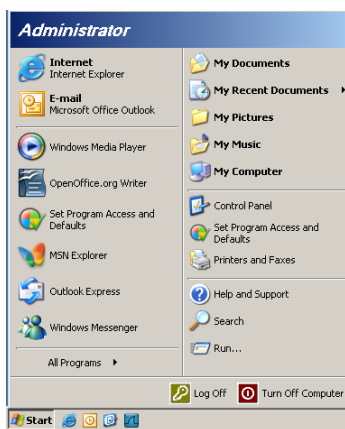 Administrator
Internet
Internet Explorer
E-mail
Microsoft Office Outlook
Windows Media Player
OpenOffice.org Writer
Set Program Access and
Defaults
MSN Explorer
Outlook Express
Windows Messenger
All Programs
My Documents
My Recent Documents
My Pictures
My Music
My Computer
Control Panel
Set Program Access and
Defaults
Printers and Faxes
Help and Support
Search
Run...
Log Off
Turn Off Computer
Start